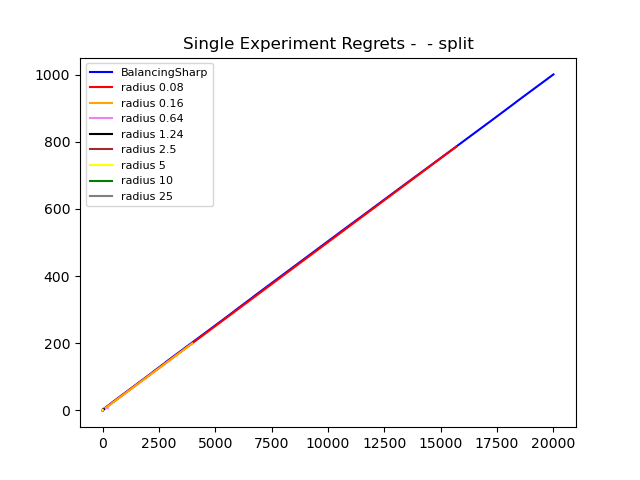 Single Experiment Regrets -  - split
BalancingSharp
radius 0.08
radius 0.16
radius 0.64
radius 1.24
radius 2.5
radius 5
radius 10
radius 25
1000
800
600
400
200
0
0 2500 5000 7500 10000 12500 15000 17500 20000